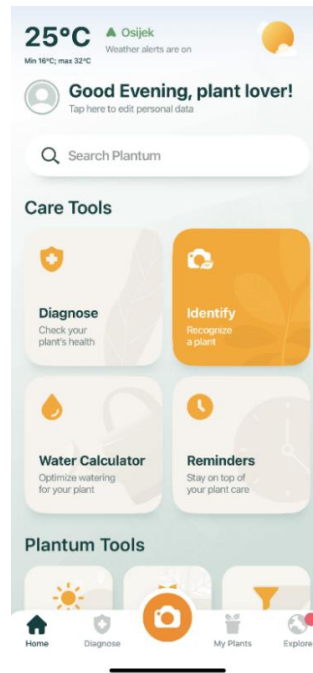 25°C
Osijek
Weather alerts are on
Min 16°C; max 32°C
Good Evening, plant lover!
Tap here to edit personal data
Search Plantum
Care Tools
Diagnose
Check your
plant's health
Identify
Recognize
a plant
Water Calculator
Optimize watering
for your plant
Reminders
Stay on top of
your plant care
Plantum Tools
Home
Diagnose
My Plants
Explore